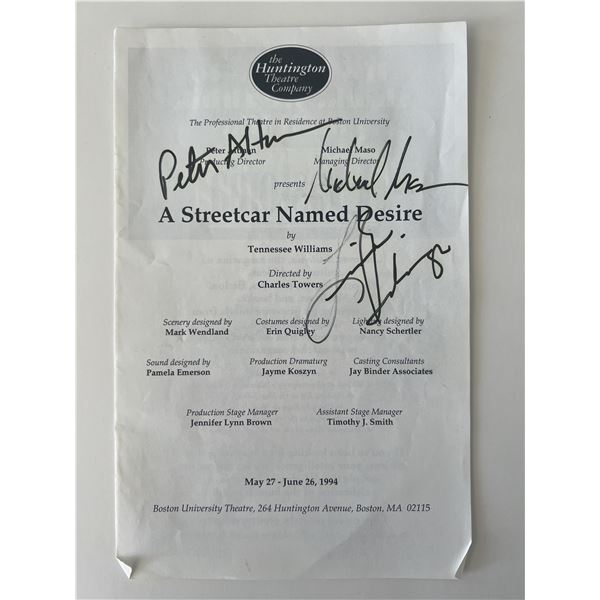 the
Huntington
Theatre
Company
The Professional Theatre in Residence at Boston University
Peter Altman Michael Maso
Producing Director Managing Director
Peter Altman
Michael Maso
presents
A Streetcar Named Desire
by
Tennessee Williams
Directed by
Charles Towers
Scenery designed by Costumes designed by Lighting designed by
Mark Wendland Erin Quigley Nancy Schertler
Sound designed by Production Dramaturg Casting Consultants
Pamela Emerson Jayme Koszyn Jay Binder Associates
Production Stage Manager Assistant Stage Manager
Jennifer Lynn Brown Timothy J. Smith
May 27 - June 26, 1994
Boston University Theatre, 264 Huntington Avenue, Boston, MA 02115